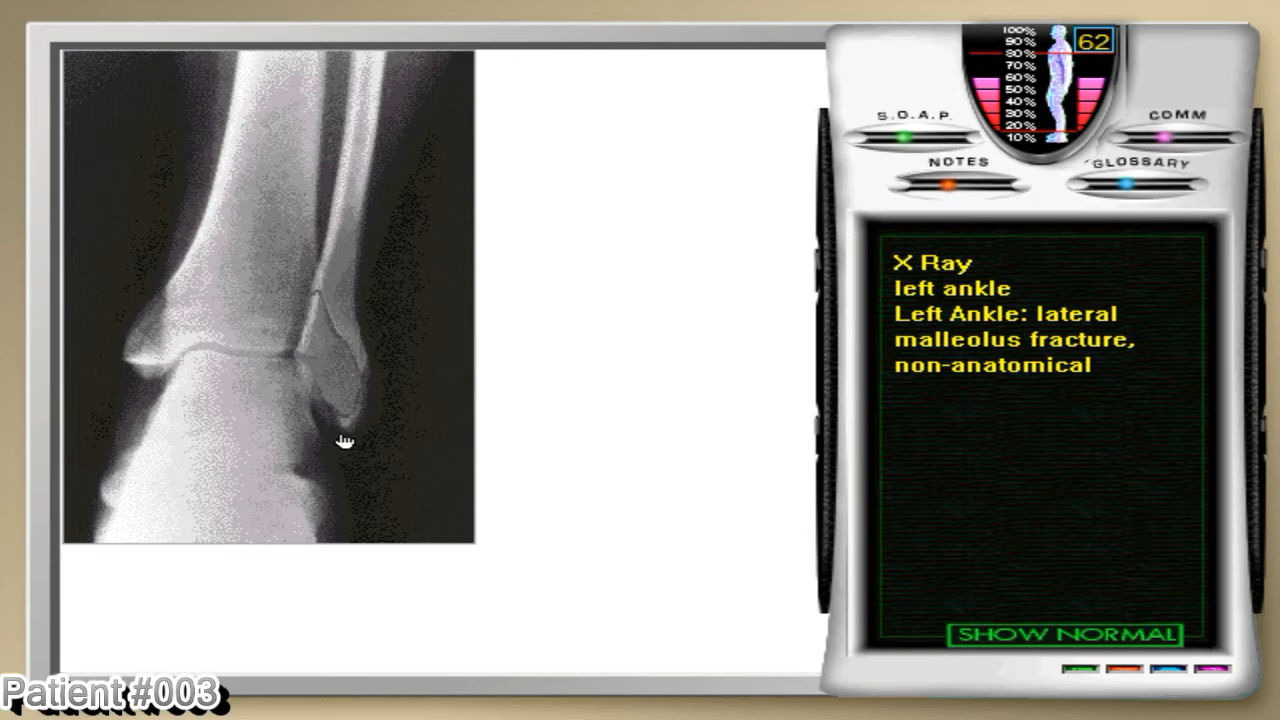 100%
90%
80%
70%
60%
50%
40%
30%
20%
10%
62
S.O.A.P.
COMM
NOTES
GLOSSARY
X Ray
left ankle
Left Ankle: lateral
malleolus fracture,
non-anatomical
SHOW NORMAL
Patient #003